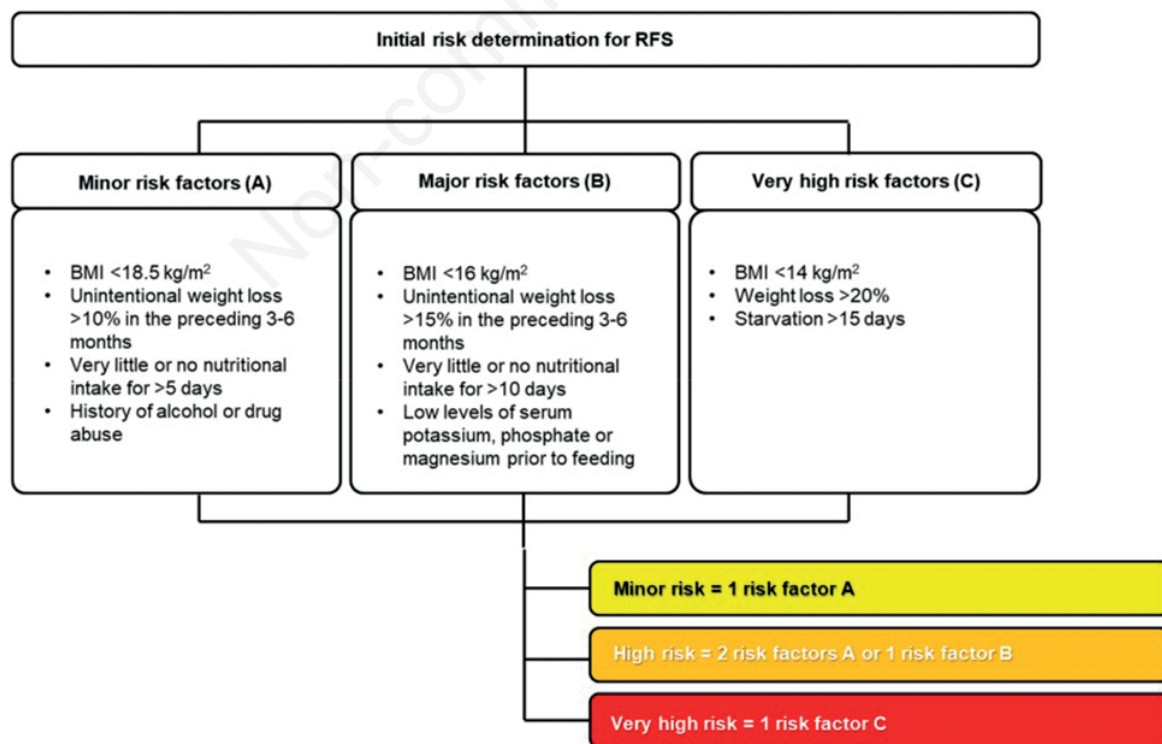 Initial risk determination for RFS
Minor risk factors (A)
• BMI <18.5 kg/m²
• Unintentional weight loss
>10% in the preceding 3-6
months
• Very little or no nutritional
intake for >5 days
• History of alcohol or drug
abuse
Major risk factors (B)
• BMI <16 kg/m²
• Unintentional weight loss
>15% in the preceding 3-6
months
• Very little or no nutritional
intake for >10 days
• Low levels of serum
potassium, phosphate or
magnesium prior to feeding
Very high risk factors (C)
• BMI <14 kg/m²
• Weight loss >20%
• Starvation >15 days
Minor risk = 1 risk factor A
High risk = 2 risk factors A or 1 risk factor B
Very high risk = 1 risk factor C